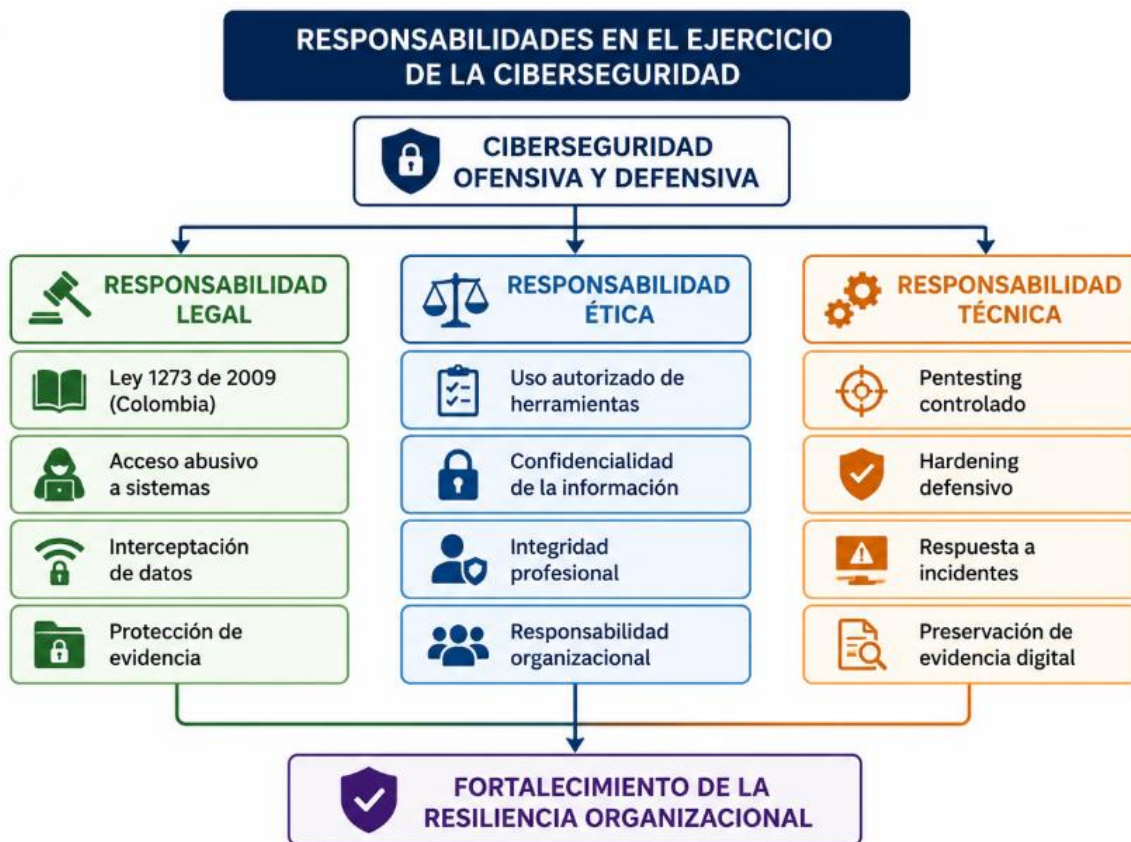 RESPONSABILIDADES EN EL EJERCICIO
DE LA CIBERSEGURIDAD
CIBERSEGURIDAD
OFENSIVA Y DEFENSIVA
RESPONSABILIDAD
LEGAL
Ley 1273 de 2009
(Colombia)
Acceso abusivo
a sistemas
Interceptación
de datos
Protección de
evidencia
RESPONSABILIDAD
ÉTICA
Uso autorizado de
herramientas
Confidencialidad
de la información
Integridad
profesional
Responsabilidad
organizacional
RESPONSABILIDAD
TÉCNICA
Pentesting
controlado
Hardening
defensivo
Respuesta a
incidentes
Preservación de
evidencia digital
FORTALECIMIENTO DE LA
RESILIENCIA ORGANIZACIONAL